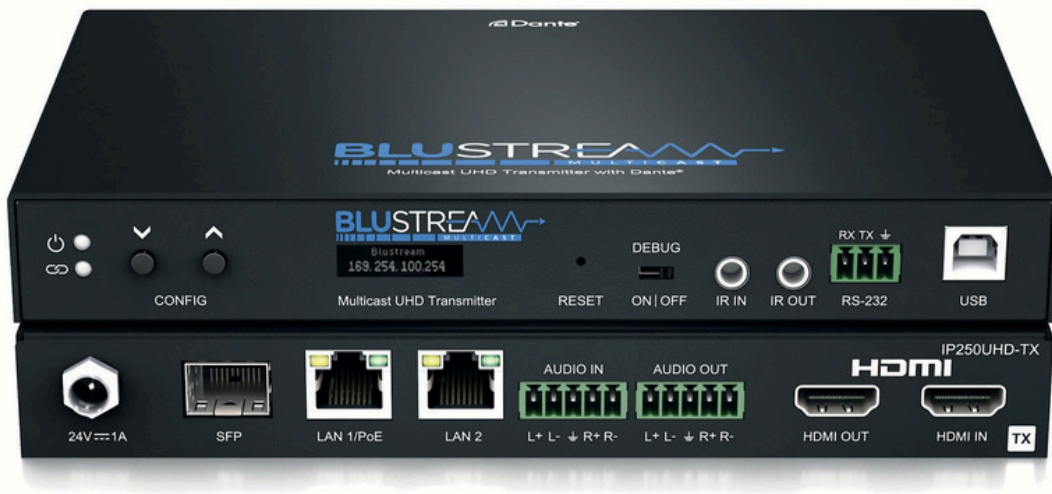 Dante®
BLUSTREAM
MULTICAST
Multicast UHD Transmitter with Dante®
BLUSTREAM
MULTICAST
Blustream
169.254.100.254
Multicast UHD Transmitter
CONFIG
RESET
DEBUG
ON|OFF
IR IN
IR OUT
RX TX
RS-232
USB
IP250UHD-TX
HDMI
AUDIO IN
AUDIO OUT
24V⎓1A
SFP
LAN 1/PoE
LAN 2
L+ L- ⏚ R+ R-
L+ L- ⏚ R+ R-
HDMI OUT
HDMI IN
TX